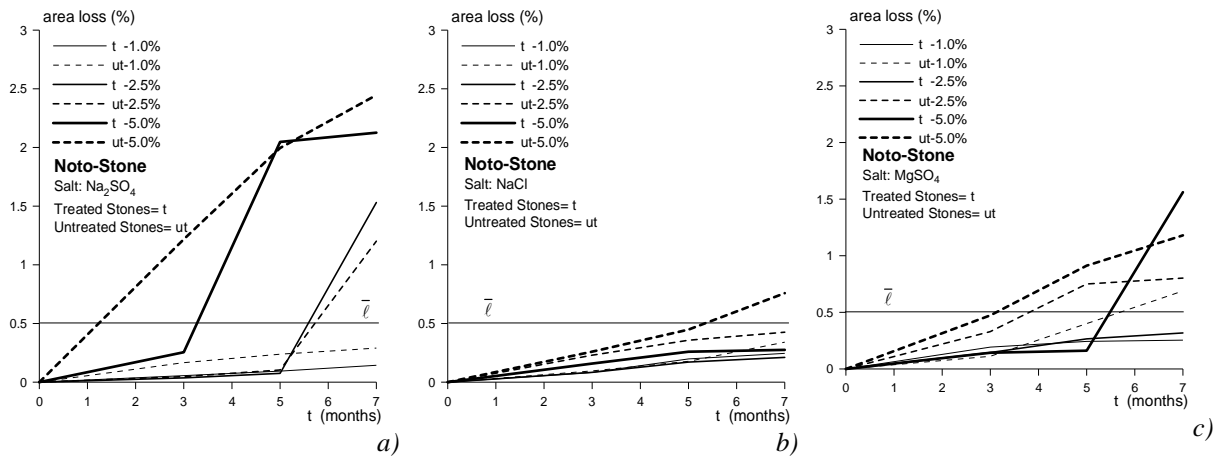 area loss (%)
3
2.5
2
1.5
1
0.5
0
t -1.0%
ut-1.0%
t -2.5%
ut-2.5%
t -5.0%
ut-5.0%
Noto-Stone
Salt: Na₂SO₄
Treated Stones= t
Untreated Stones= ut
ℓ̅
0 1 2 3 4 5 6 7
t (months)
a)
area loss (%)
3
2.5
2
1.5
1
0.5
0
t -1.0%
ut-1.0%
t -2.5%
ut-2.5%
t -5.0%
ut-5.0%
Noto-Stone
Salt: NaCl
Treated Stones= t
Untreated Stones= ut
ℓ̅
0 1 2 3 4 5 6 7
t (months)
b)
area loss (%)
3
2.5
2
1.5
1
0.5
0
t -1.0%
ut-1.0%
t -2.5%
ut-2.5%
t -5.0%
ut-5.0%
Noto-Stone
Salt: MgSO₄
Treated Stones= t
Untreated Stones= ut
ℓ̅
0 1 2 3 4 5 6 7
t (months)
c)